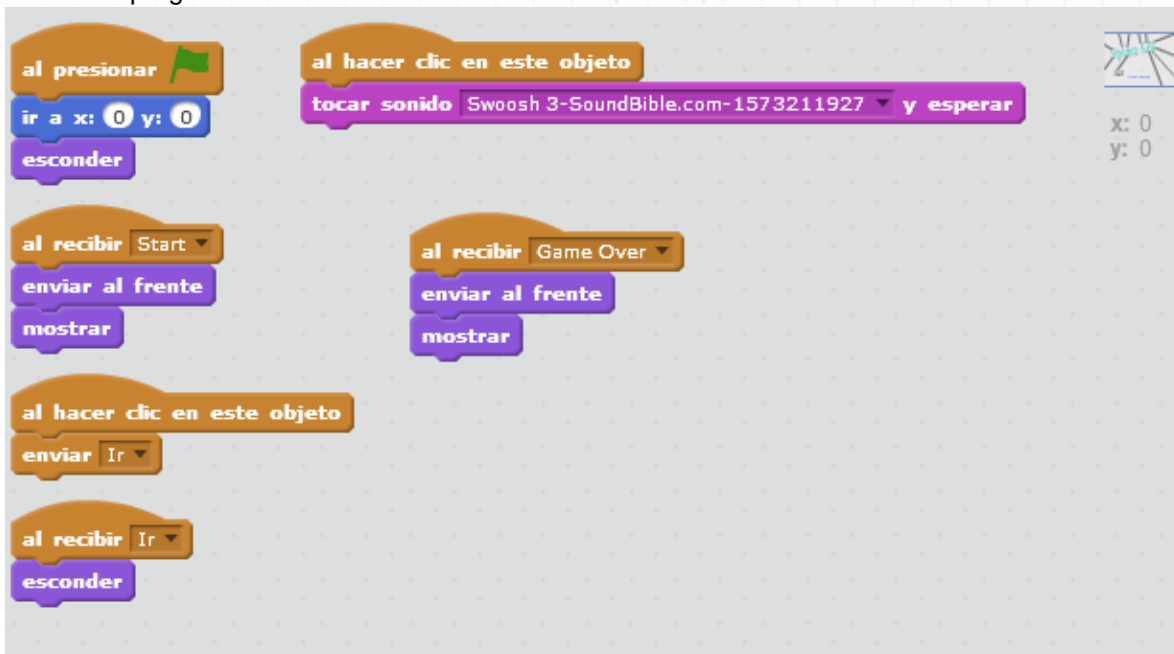 al presionar
ir a x: 0 y: 0
esconder
al hacer clic en este objeto
tocar sonido Swoosh 3-SoundBible.com-1573211927 y esperar
x: 0
y: 0
al recibir Start
enviar al frente
mostrar
al recibir Game Over
enviar al frente
mostrar
al hacer clic en este objeto
enviar Ir
al recibir Ir
esconder